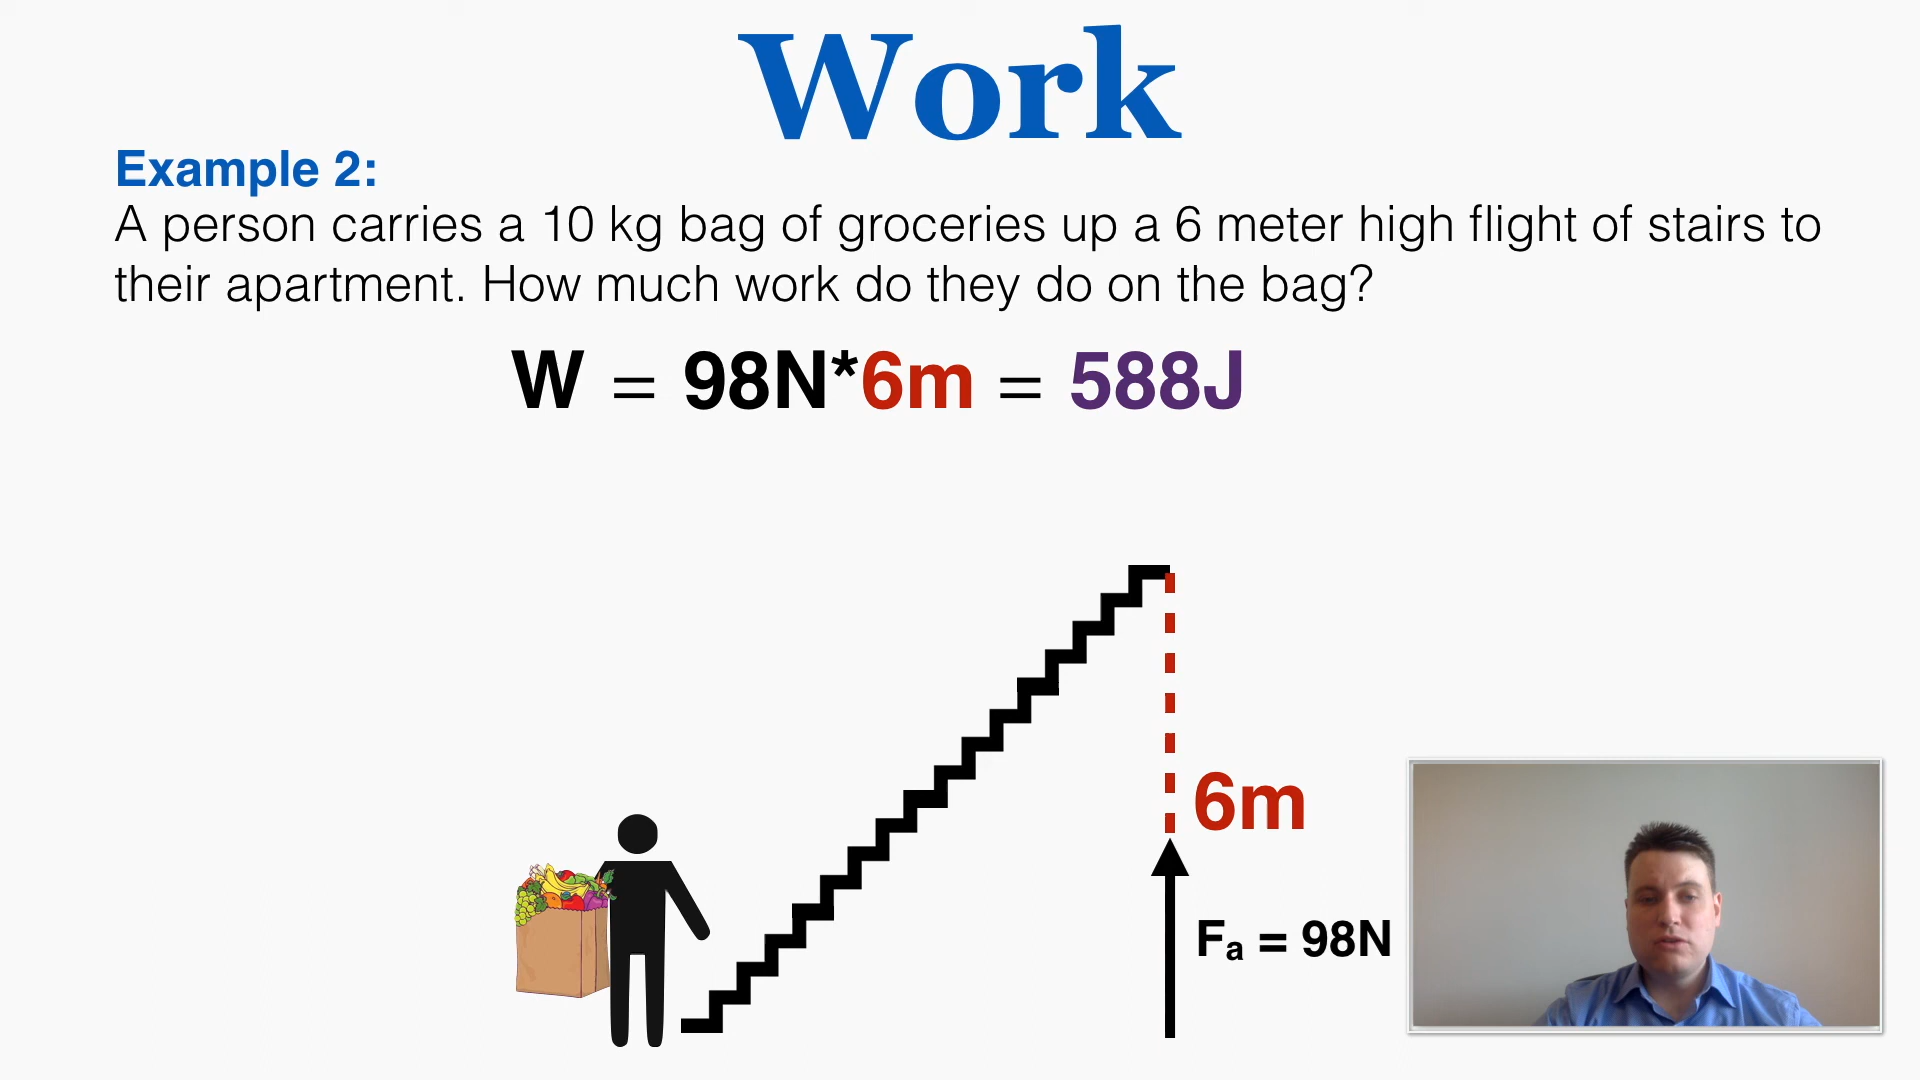 Work
Example 2:
A person carries a 10 kg bag of groceries up a 6 meter high flight of stairs to
their apartment. How much work do they do on the bag?
W = 98N*6m = 588J
6m
Fₐ = 98N